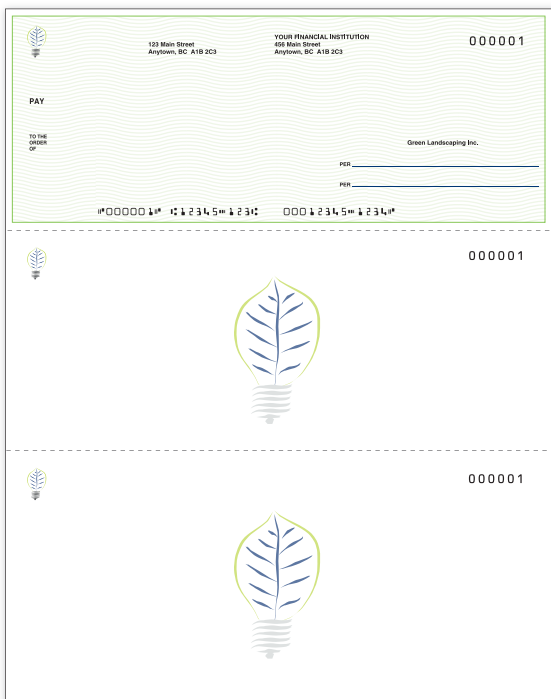 123 Main Street
Anytown, BC A1B 2C3
YOUR FINANCIAL INSTITUTION
456 Main Street
Anytown, BC A1B 2C3
000001
PAY
TO THE
ORDER
OF
Green Landscaping Inc.
PER
PER
⑈000001⑈ ⑆12345⑉123⑆ 00012345⑉1234⑈
000001
000001